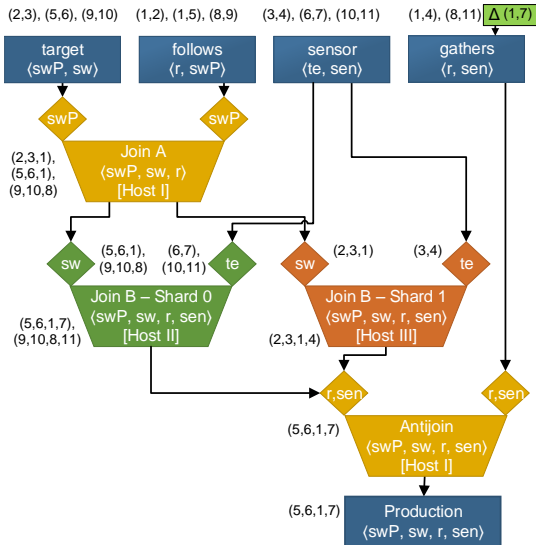 (2,3), (5,6), (9,10)
(1,2), (1,5), (8,9)
(3,4), (6,7), (10,11)
(1,4), (8,11)
Δ (1,7)
target
⟨swP, sw⟩
follows
⟨r, swP⟩
sensor
⟨te, sen⟩
gathers
⟨r, sen⟩
swP
swP
Join A
⟨swP, sw, r⟩
[Host I]
(2,3,1),
(5,6,1),
(9,10,8)
sw
(5,6,1),
(9,10,8)
(6,7),
(10,11)
te
sw
(2,3,1)
(3,4)
te
Join B – Shard 0
⟨swP, sw, r, sen⟩
[Host II]
(5,6,1,7),
(9,10,8,11)
Join B – Shard 1
⟨swP, sw, r, sen⟩
[Host III]
(2,3,1,4)
r,sen
r,sen
(5,6,1,7)
Antijoin
⟨swP, sw, r, sen⟩
[Host I]
(5,6,1,7)
Production
⟨swP, sw, r, sen⟩